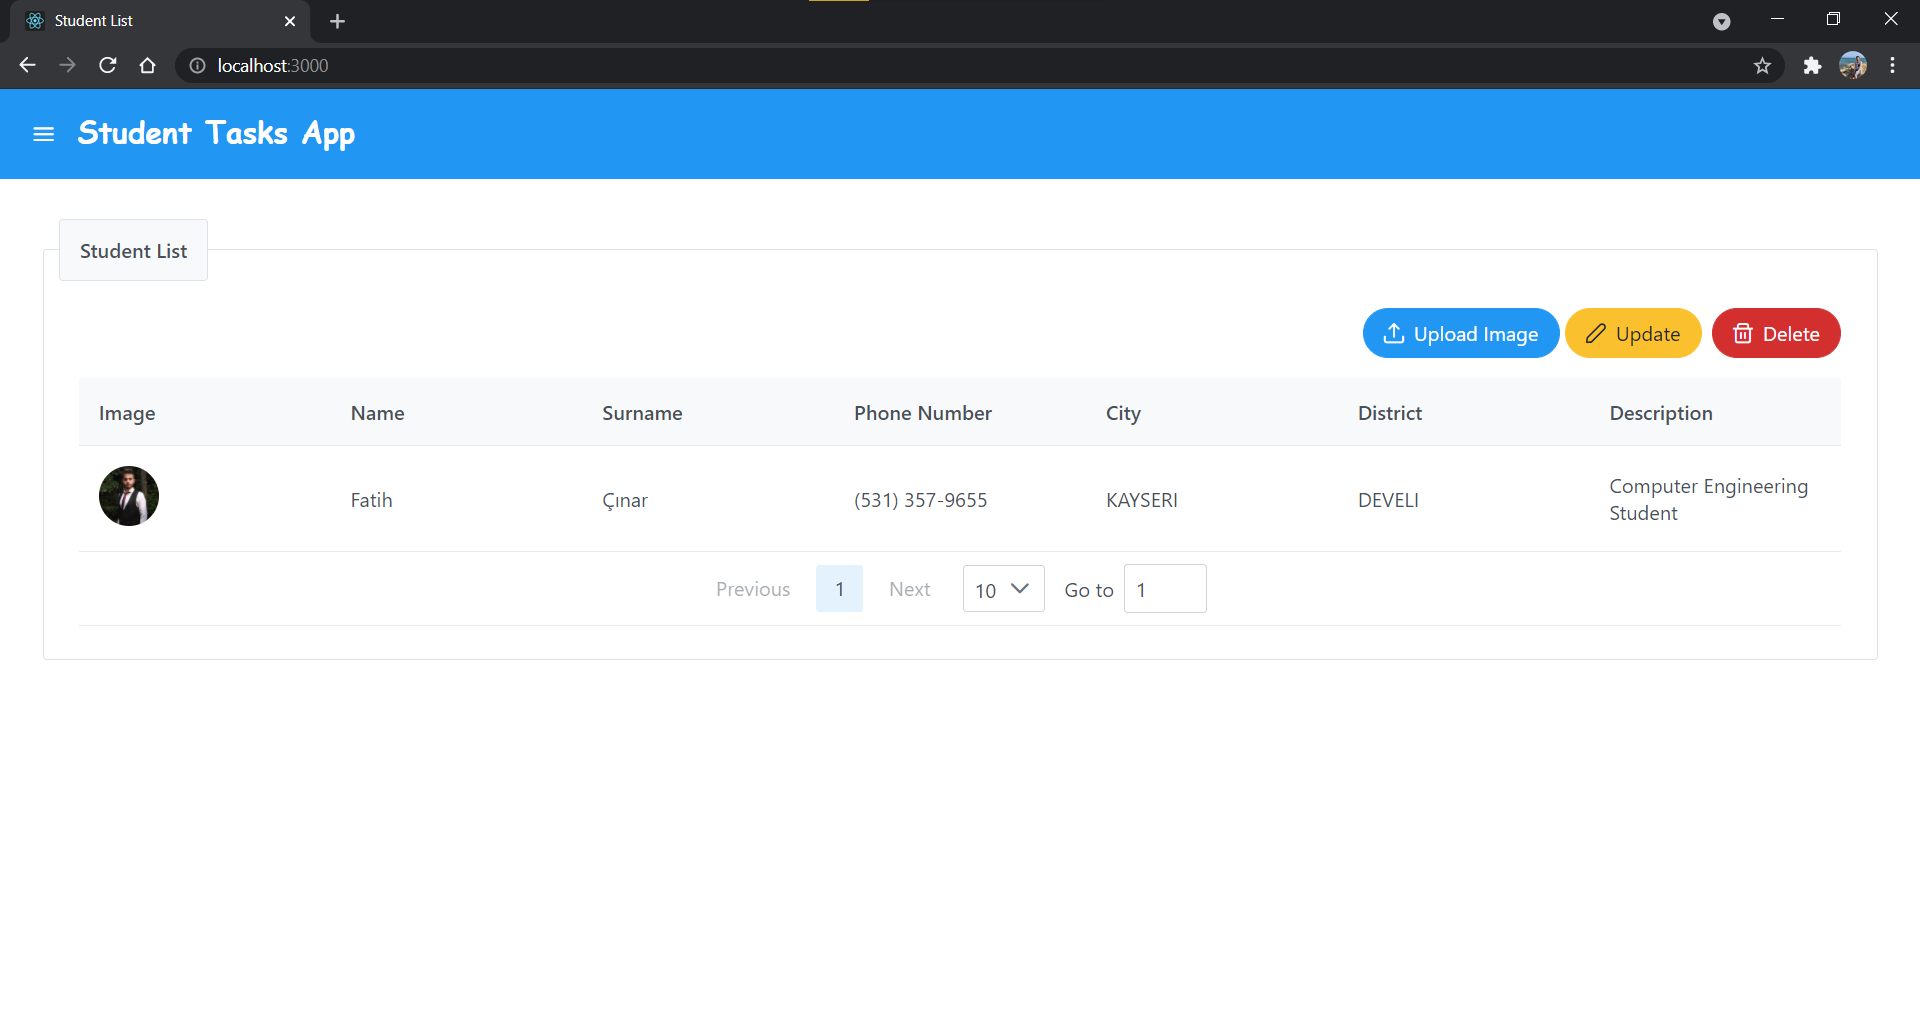 Student List
localhost:3000
Student Tasks App
Student List
Upload Image Update Delete
Image Name Surname Phone Number City District Description
Fatih Çınar (531) 357-9655 KAYSERI DEVELI Computer Engineering
Student
Previous 1 Next 10 Go to 1